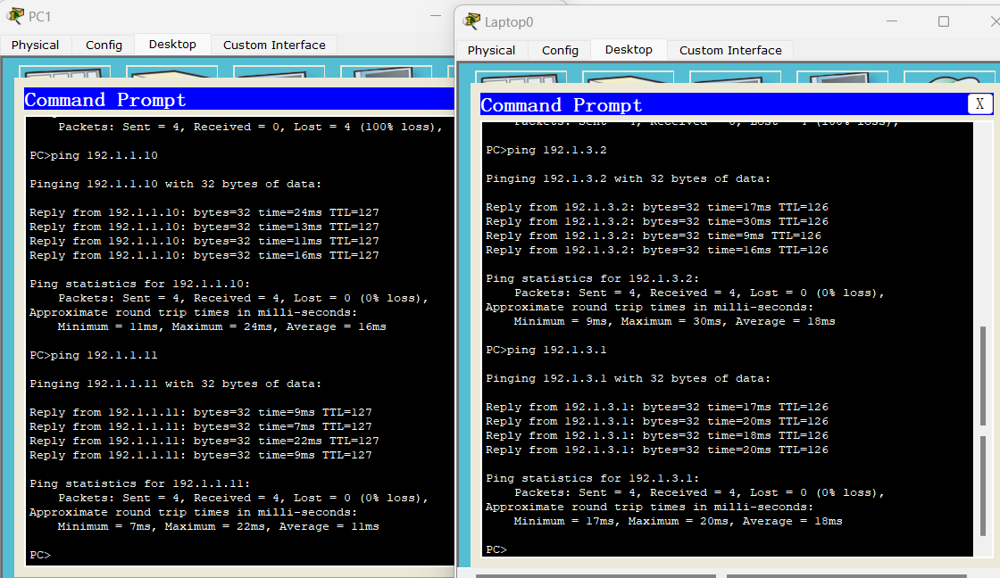 PC1
Physical Config Desktop Custom Interface
Command Prompt
Packets: Sent = 4, Received = 0, Lost = 4 (100% loss),
PC>ping 192.1.1.10
Pinging 192.1.1.10 with 32 bytes of data:
Reply from 192.1.1.10: bytes=32 time=24ms TTL=127
Reply from 192.1.1.10: bytes=32 time=13ms TTL=127
Reply from 192.1.1.10: bytes=32 time=11ms TTL=127
Reply from 192.1.1.10: bytes=32 time=16ms TTL=127
Ping statistics for 192.1.1.10:
Packets: Sent = 4, Received = 4, Lost = 0 (0% loss),
Approximate round trip times in milli-seconds:
Minimum = 11ms, Maximum = 24ms, Average = 16ms
PC>ping 192.1.1.11
Pinging 192.1.1.11 with 32 bytes of data:
Reply from 192.1.1.11: bytes=32 time=9ms TTL=127
Reply from 192.1.1.11: bytes=32 time=7ms TTL=127
Reply from 192.1.1.11: bytes=32 time=22ms TTL=127
Reply from 192.1.1.11: bytes=32 time=9ms TTL=127
Ping statistics for 192.1.1.11:
Packets: Sent = 4, Received = 4, Lost = 0 (0% loss),
Approximate round trip times in milli-seconds:
Minimum = 7ms, Maximum = 22ms, Average = 11ms
PC>
Laptop0
Physical Config Desktop Custom Interface
Command Prompt
X
PC>ping 192.1.3.2
Pinging 192.1.3.2 with 32 bytes of data:
Reply from 192.1.3.2: bytes=32 time=17ms TTL=126
Reply from 192.1.3.2: bytes=32 time=30ms TTL=126
Reply from 192.1.3.2: bytes=32 time=9ms TTL=126
Reply from 192.1.3.2: bytes=32 time=16ms TTL=126
Ping statistics for 192.1.3.2:
Packets: Sent = 4, Received = 4, Lost = 0 (0% loss),
Approximate round trip times in milli-seconds:
Minimum = 9ms, Maximum = 30ms, Average = 18ms
PC>ping 192.1.3.1
Pinging 192.1.3.1 with 32 bytes of data:
Reply from 192.1.3.1: bytes=32 time=17ms TTL=126
Reply from 192.1.3.1: bytes=32 time=20ms TTL=126
Reply from 192.1.3.1: bytes=32 time=18ms TTL=126
Reply from 192.1.3.1: bytes=32 time=20ms TTL=126
Ping statistics for 192.1.3.1:
Packets: Sent = 4, Received = 4, Lost = 0 (0% loss),
Approximate round trip times in milli-seconds:
Minimum = 17ms, Maximum = 20ms, Average = 18ms
PC>